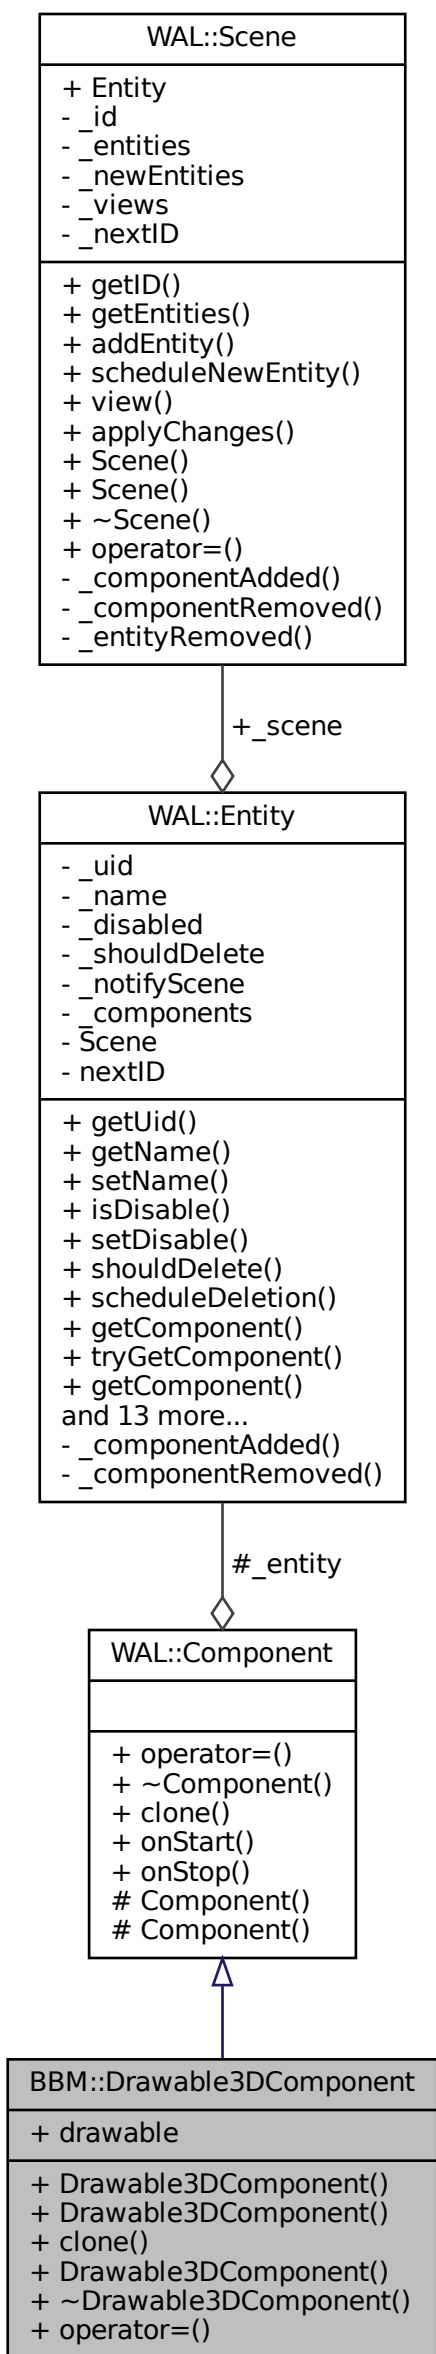 WAL::Scene
+ Entity
- _id
- _entities
- _newEntities
- _views
- _nextID
+ getID()
+ getEntities()
+ addEntity()
+ scheduleNewEntity()
+ view()
+ applyChanges()
+ Scene()
+ Scene()
+ ~Scene()
+ operator=()
- _componentAdded()
- _componentRemoved()
- _entityRemoved()
+_scene
WAL::Entity
- _uid
- _name
- _disabled
- _shouldDelete
- _notifyScene
- _components
- Scene
- nextID
+ getUid()
+ getName()
+ setName()
+ isDisable()
+ setDisable()
+ shouldDelete()
+ scheduleDeletion()
+ getComponent()
+ tryGetComponent()
+ getComponent()
and 13 more...
- _componentAdded()
- _componentRemoved()
#_entity
WAL::Component
+ operator=()
+ ~Component()
+ clone()
+ onStart()
+ onStop()
# Component()
# Component()
BBM::Drawable3DComponent
+ drawable
+ Drawable3DComponent()
+ Drawable3DComponent()
+ clone()
+ Drawable3DComponent()
+ ~Drawable3DComponent()
+ operator=()